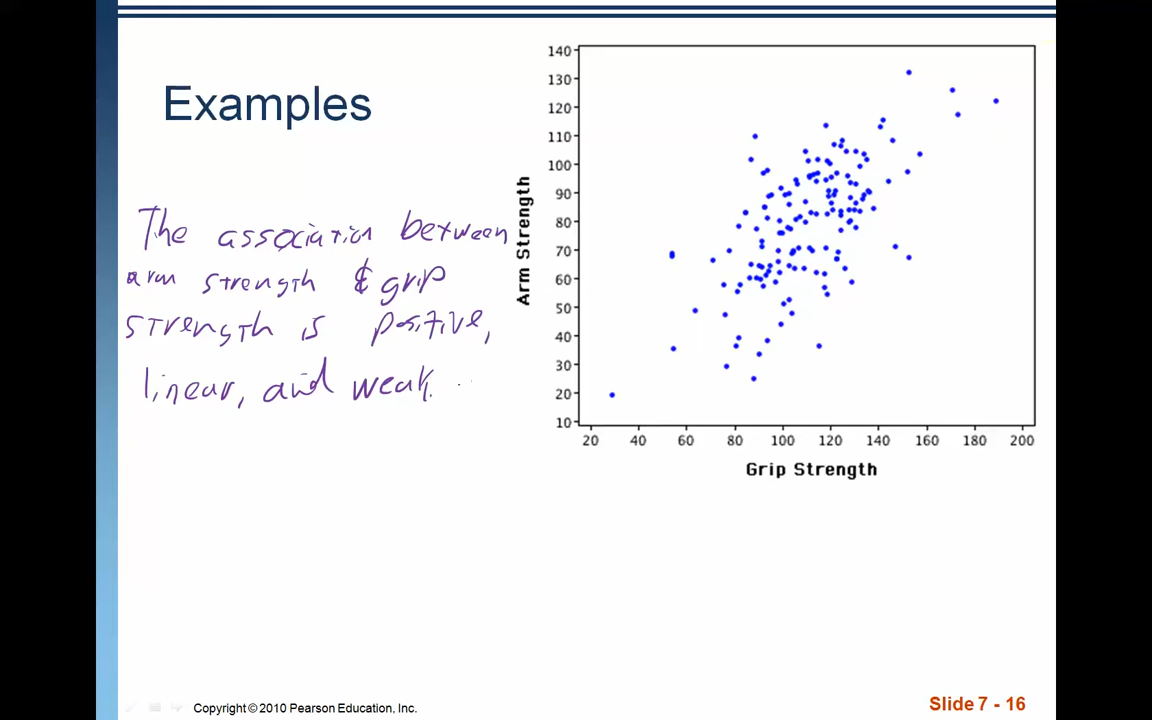 Examples
The association between
arm strength & grip
strength is positive,
linear, and weak.
140
130
120
110
100
90
80
70
60
50
40
30
20
10
Arm Strength
20 40 60 80 100 120 140 160 180 200
Grip Strength
Copyright © 2010 Pearson Education, Inc.
Slide 7 - 16